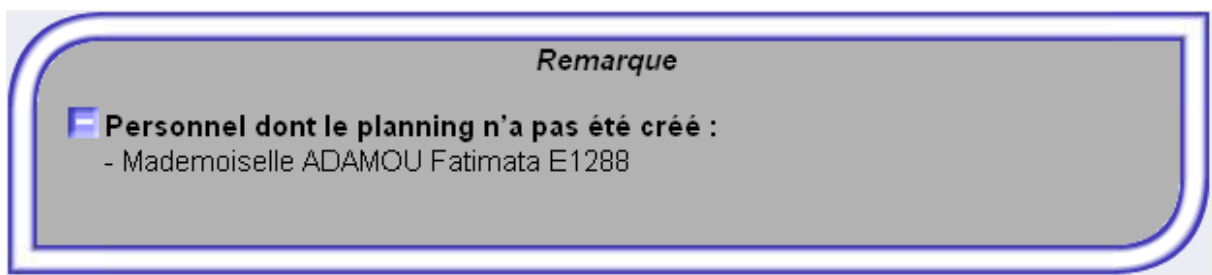 Remarque
Personnel dont le planning n'a pas été créé :
- Mademoiselle ADAMOU Fatimata E1288